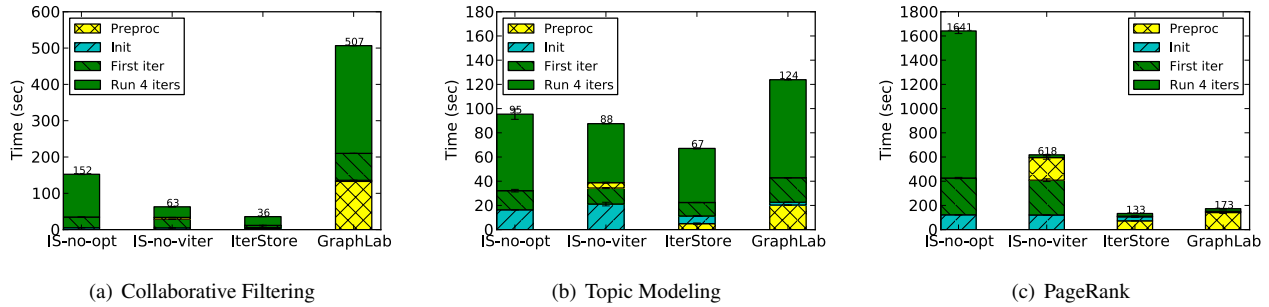 600
500
400
300
200
100
0
Time (sec)
Preproc
Init
First iter
Run 4 iters
152
63
36
507
IS-no-opt IS-no-viter IterStore GraphLab
(a) Collaborative Filtering
180
160
140
120
100
80
60
40
20
0
Time (sec)
Preproc
Init
First iter
Run 4 iters
95
88
67
124
IS-no-opt IS-no-viter IterStore GraphLab
(b) Topic Modeling
1800
1600
1400
1200
1000
800
600
400
200
0
Time (sec)
Preproc
Init
First iter
Run 4 iters
1641
618
133
173
IS-no-opt IS-no-viter IterStore GraphLab
(c) PageRank